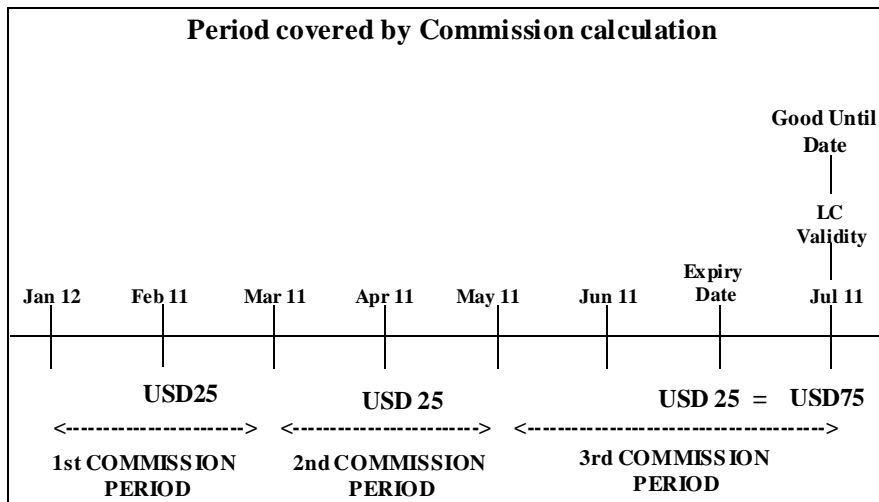 Period covered by Commission calculation
Good Until
Date
LC
Validity
Jan 12 Feb 11 Mar 11 Apr 11 May 11 Jun 11 Expiry Date Jul 11
USD25 USD 25 USD 25 = USD75
<-----------------------> <-----------------------> <------------------------------------->
1st COMMISSION
PERIOD
2nd COMMISSION
PERIOD
3rd COMMISSION
PERIOD